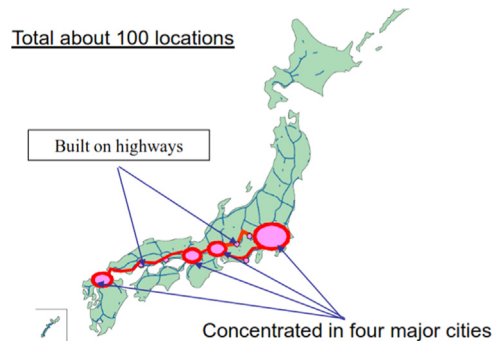 Total about 100 locations
Built on highways
Concentrated in four major cities